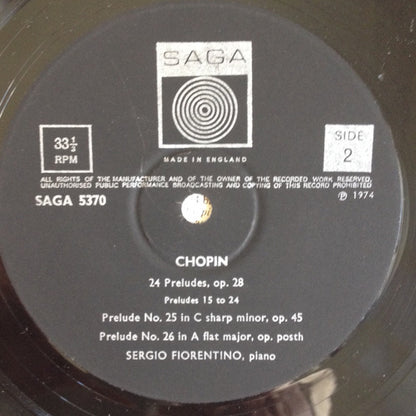 SAGA
33⅓
RPM
SIDE
2
MADE IN ENGLAND
ALL RIGHTS OF THE MANUFACTURER AND OF THE OWNER OF THE RECORDED WORK RESERVED,
UNAUTHORISED PUBLIC PERFORMANCE BROADCASTING AND COPYING OF THIS RECORD PROHIBITED
SAGA 5370
Ⓟ 1974
CHOPIN
24 Preludes, op. 28
Preludes 15 to 24
Prelude No. 25 in C sharp minor, op. 45
Prelude No. 26 in A flat major, op. posth
SERGIO FIORENTINO, piano